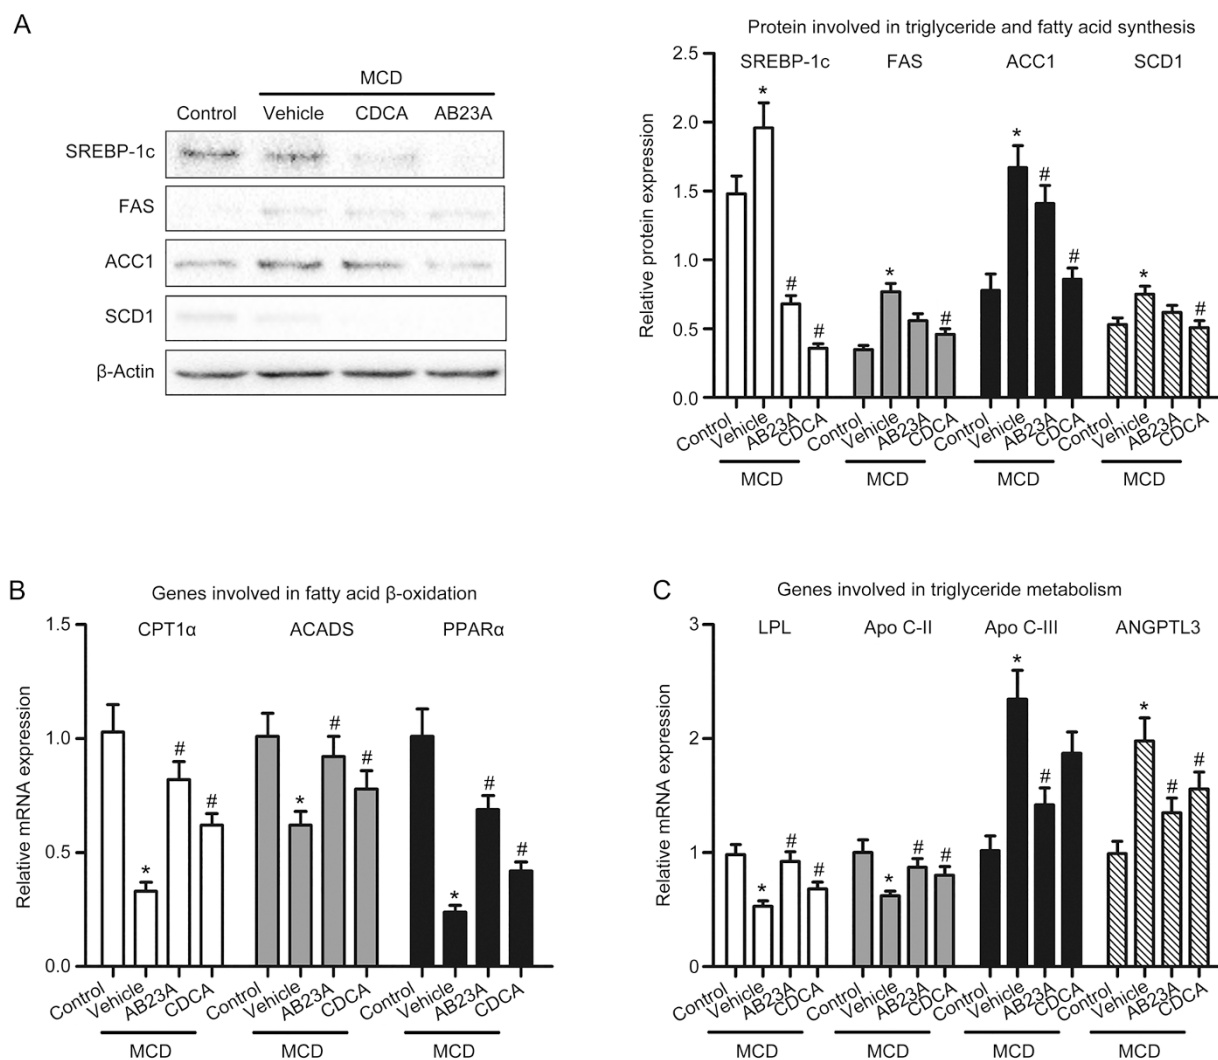 A
MCD
Control Vehicle CDCA AB23A
SREBP-1c
FAS
ACC1
SCD1
β-Actin
Protein involved in triglyceride and fatty acid synthesis
SREBP-1c FAS ACC1 SCD1
Relative protein expression
2.5
2.0
1.5
1.0
0.5
0.0
* # # * # * # # * #
Control Vehicle AB23A CDCA Control Vehicle AB23A CDCA Control Vehicle AB23A CDCA Control Vehicle AB23A CDCA
MCD MCD MCD MCD
B
Genes involved in fatty acid β-oxidation
CPT1α ACADS PPARα
Relative mRNA expression
1.5
1.0
0.5
0.0
* # # * # # * # #
Control Vehicle AB23A CDCA Control Vehicle AB23A CDCA Control Vehicle AB23A CDCA
MCD MCD MCD
C
Genes involved in triglyceride metabolism
LPL Apo C-II Apo C-III ANGPTL3
Relative mRNA expression
3
2
1
0
* # # * # # * # * # #
Control Vehicle AB23A CDCA Control Vehicle AB23A CDCA Control Vehicle AB23A CDCA Control Vehicle AB23A CDCA
MCD MCD MCD MCD